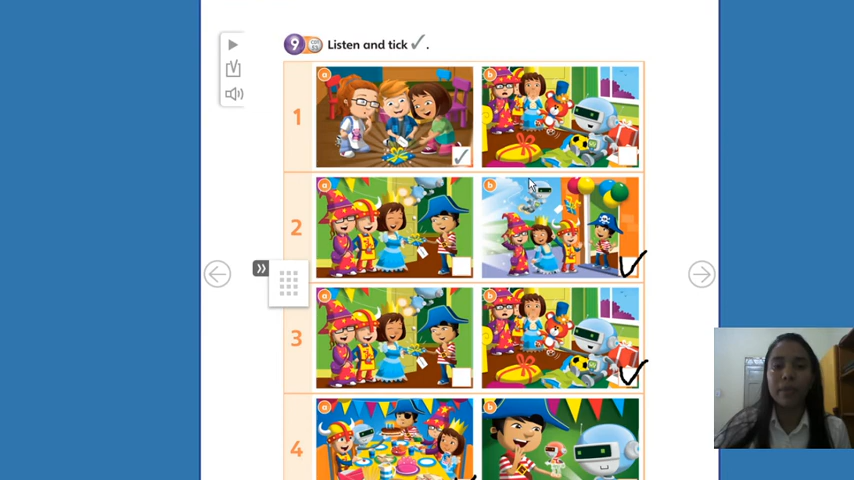 9 Listen and tick ✓.
1 a b
2 a b
3 a b
4 a b